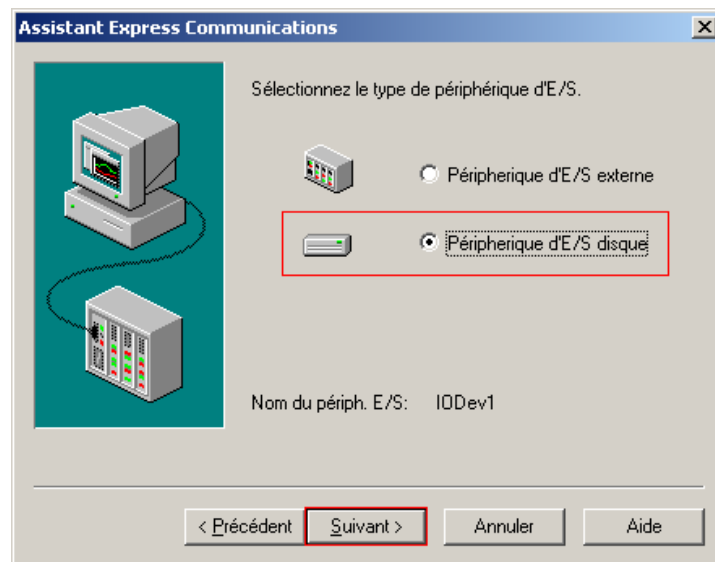 Assistant Express Communications
Sélectionnez le type de périphérique d'E/S.
Péripherique d'E/S externe
Péripherique d'E/S disque
Nom du périph. E/S: IODev1
< Précédent Suivant > Annuler Aide